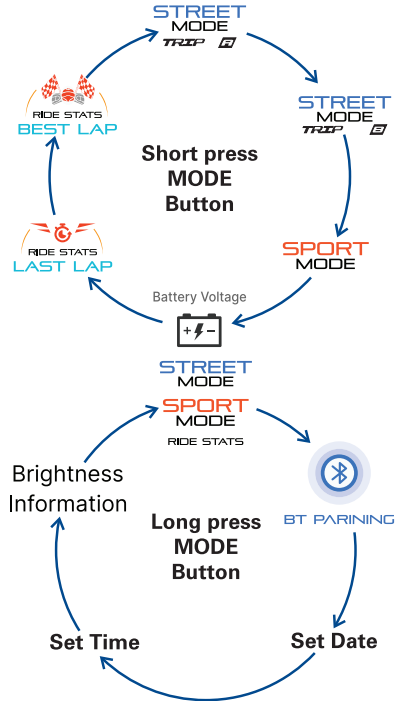 STREET
MODE
TRIP A
STREET
MODE
TRIP B
SPORT
MODE
Battery Voltage
+ -
RIDE STATS
LAST LAP
RIDE STATS
BEST LAP
Short press
MODE
Button
STREET
MODE
SPORT
MODE
RIDE STATS
BT PARINING
Set Date
Set Time
Brightness
Information
Long press
MODE
Button